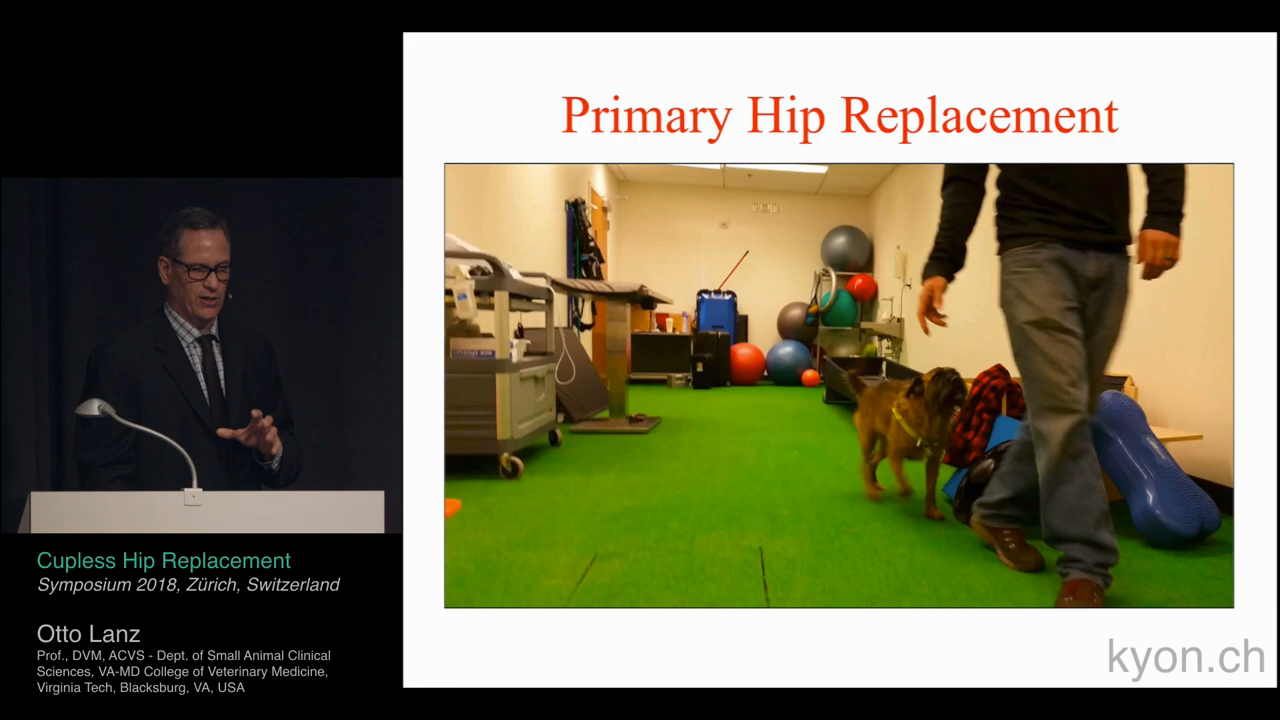 Primary Hip Replacement
Cupless Hip Replacement
Symposium 2018, Zürich, Switzerland
Otto Lanz
Prof., DVM, ACVS - Dept. of Small Animal Clinical
Sciences, VA-MD College of Veterinary Medicine,
Virginia Tech, Blacksburg, VA, USA
kyon.ch